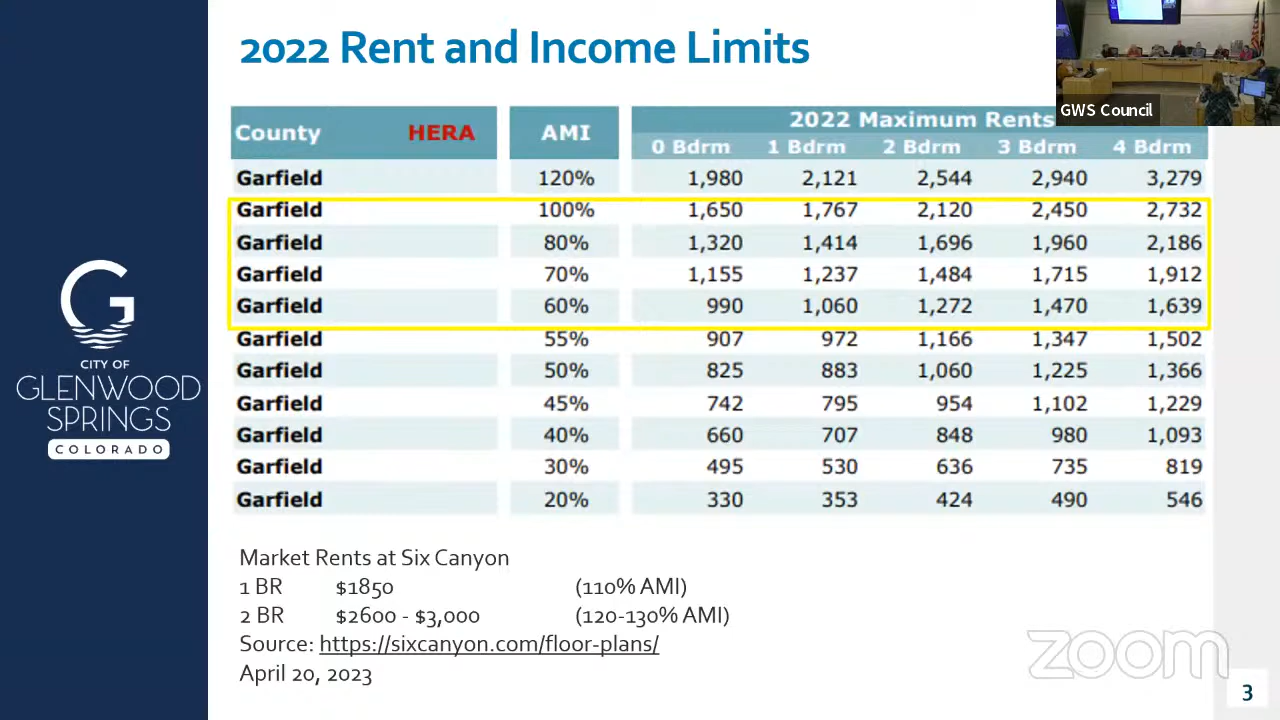 2022 Rent and Income Limits
GWS Council
County HERA AMI 2022 Maximum Rents
0 Bdrm 1 Bdrm 2 Bdrm 3 Bdrm 4 Bdrm
Garfield 120% 1,980 2,121 2,544 2,940 3,279
Garfield 100% 1,650 1,767 2,120 2,450 2,732
Garfield 80% 1,320 1,414 1,696 1,960 2,186
Garfield 70% 1,155 1,237 1,484 1,715 1,912
Garfield 60% 990 1,060 1,272 1,470 1,639
Garfield 55% 907 972 1,166 1,347 1,502
Garfield 50% 825 883 1,060 1,225 1,366
Garfield 45% 742 795 954 1,102 1,229
Garfield 40% 660 707 848 980 1,093
Garfield 30% 495 530 636 735 819
Garfield 20% 330 353 424 490 546
G
CITY OF
GLENWOOD
SPRINGS
COLORADO
Market Rents at Six Canyon
1 BR $1850 (110% AMI)
2 BR $2600 - $3,000 (120-130% AMI)
Source: https://sixcanyon.com/floor-plans/
April 20, 2023
zoom
3